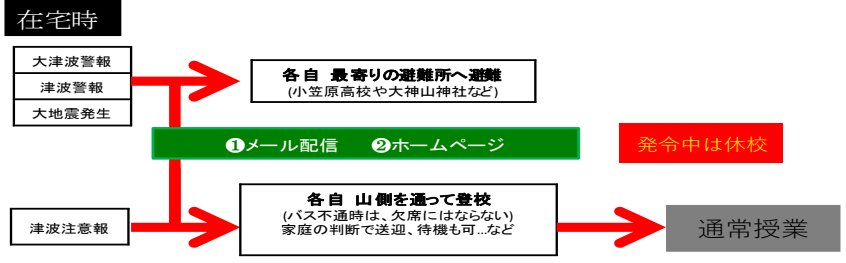 在宅時
大津波警報
津波警報
大地震発生
各自 最寄りの避難所へ避難
(小笠原高校や大神山神社など)
❶メール配信 ❷ホームページ
発令中は休校
津波注意報
各自 山側を通って登校
(バス不通時は、欠席にはならない)
家庭の判断で送迎、待機も可…など
通常授業